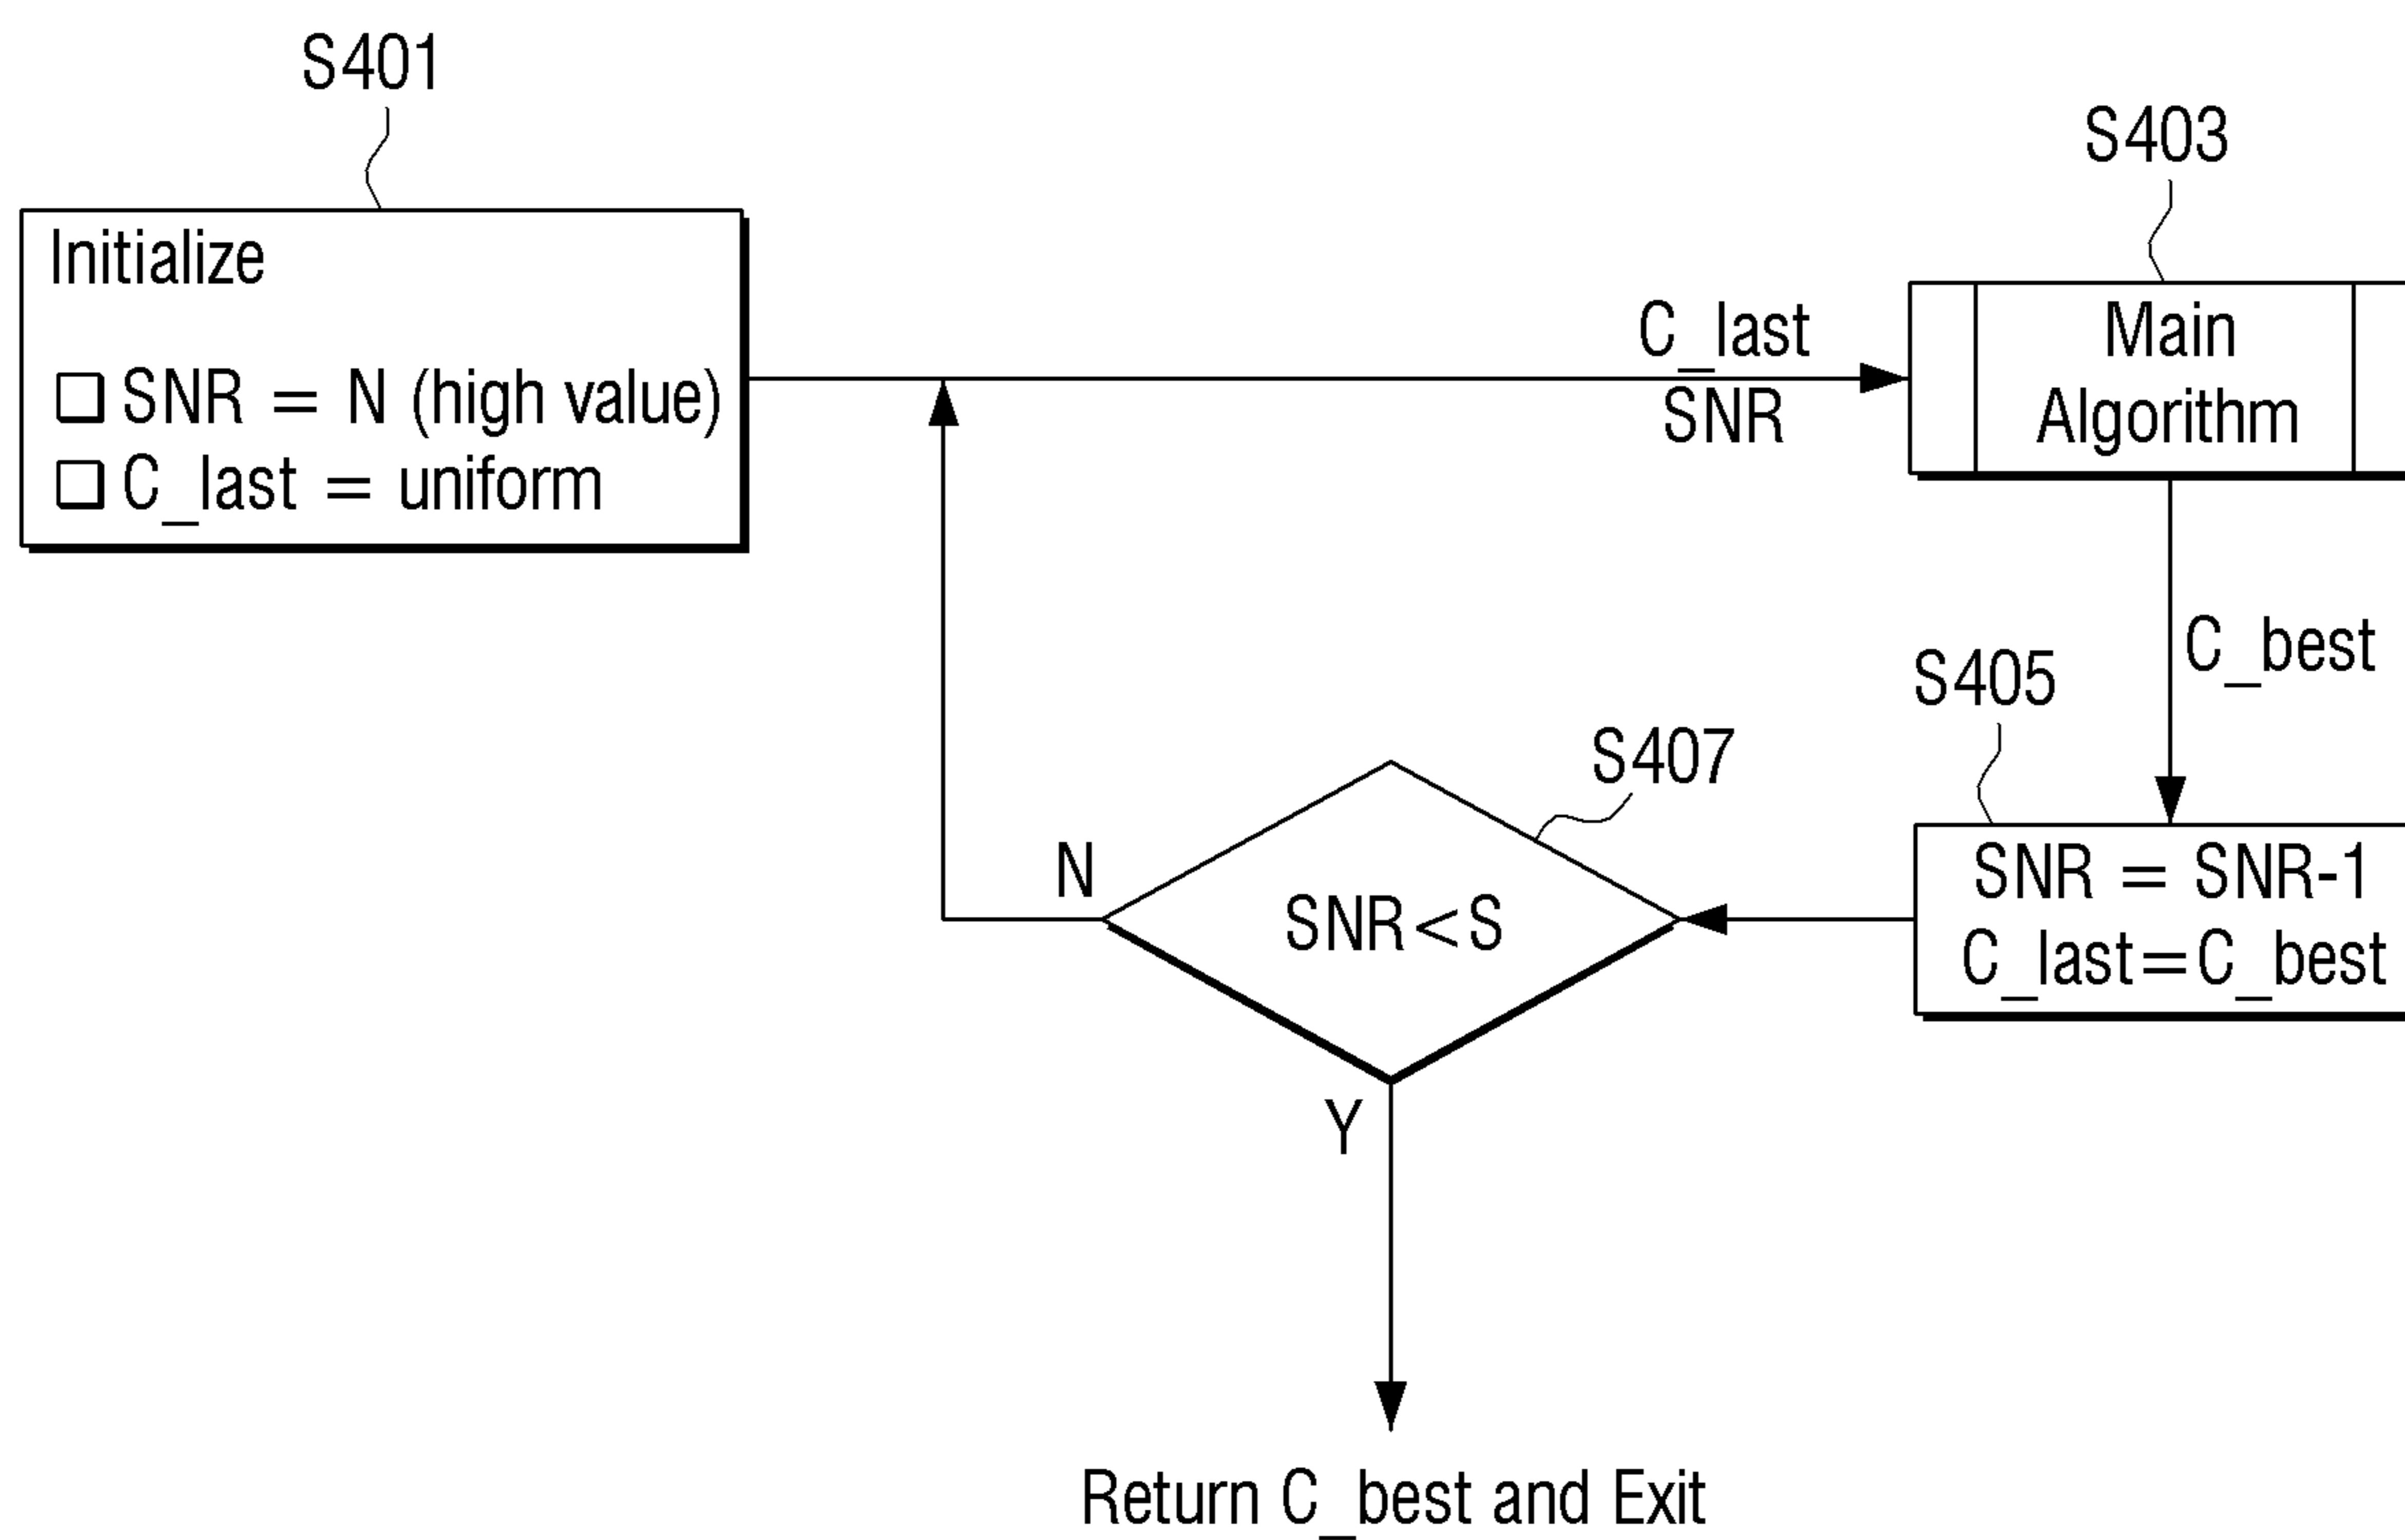 S401
Initialize
□ SNR = N (high value)
□ C_last = uniform
C_last
SNR
S403
Main
Algorithm
C_best
S405
SNR = SNR-1
C_last=C_best
S407
SNR<S
N
Y
Return C_best and Exit